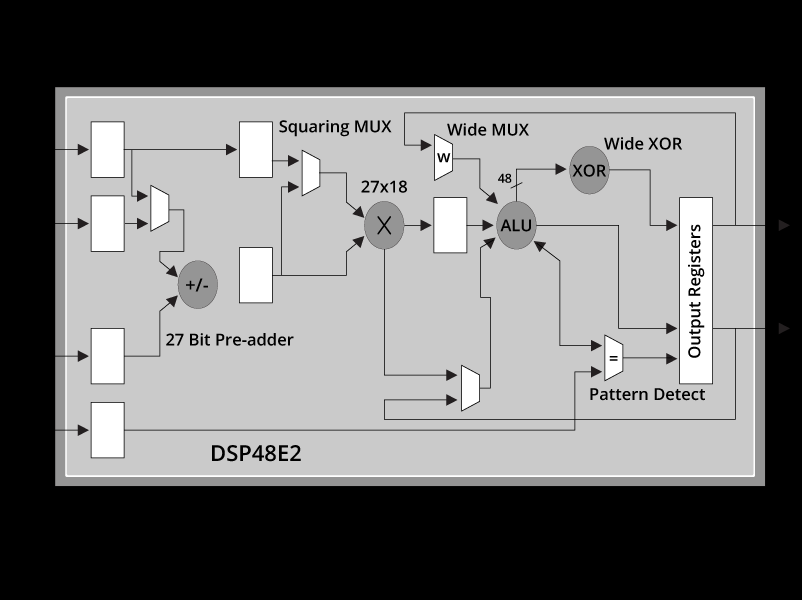 Squaring MUX
Wide MUX
W
Wide XOR
48
XOR
27x18
X
ALU
+/-
27 Bit Pre-adder
Output Registers
=
Pattern Detect
DSP48E2